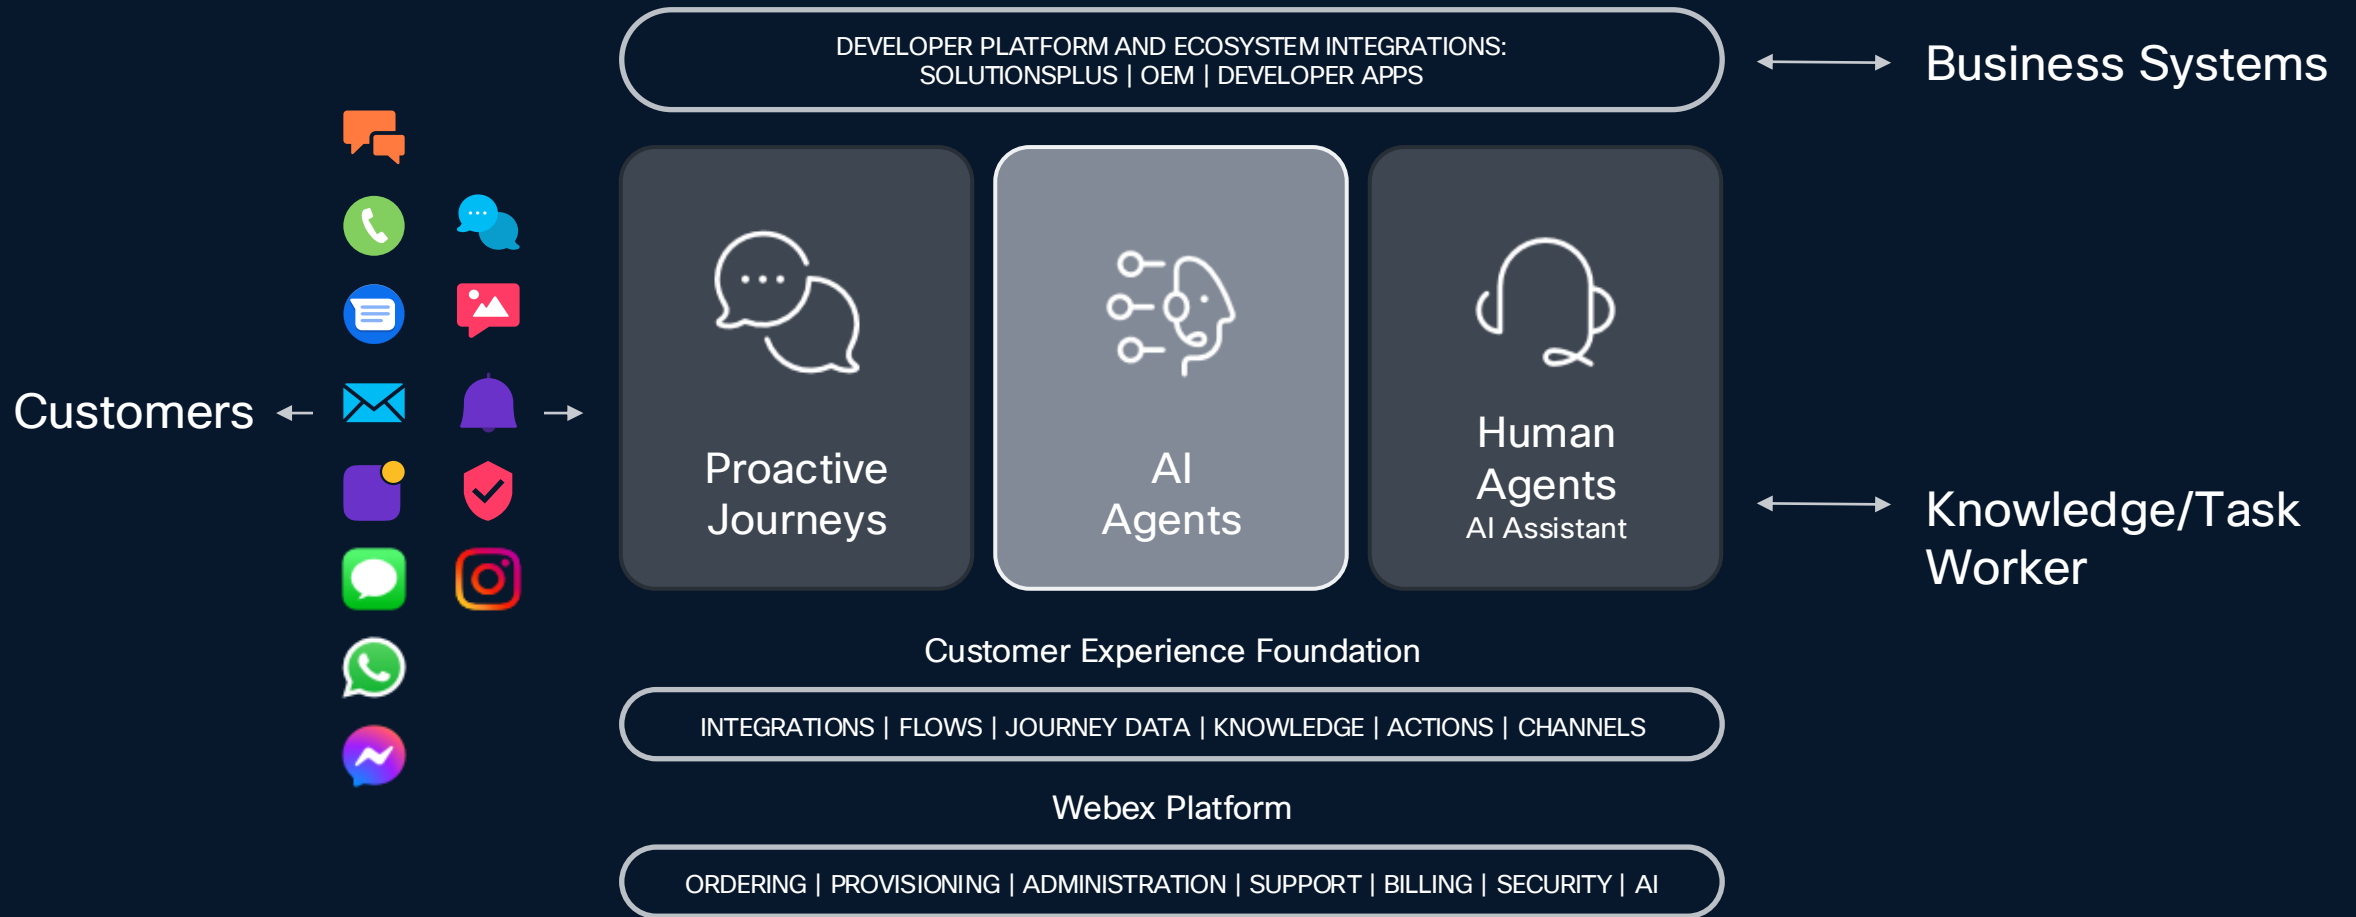 DEVELOPER PLATFORM AND ECOSYSTEM INTEGRATIONS:
SOLUTIONSPLUS | OEM | DEVELOPER APPS
Business Systems
Customers
Proactive
Journeys
AI
Agents
Human
Agents
AI Assistant
Knowledge/Task
Worker
Customer Experience Foundation
INTEGRATIONS | FLOWS | JOURNEY DATA | KNOWLEDGE | ACTIONS | CHANNELS
Webex Platform
ORDERING | PROVISIONING | ADMINISTRATION | SUPPORT | BILLING | SECURITY | AI